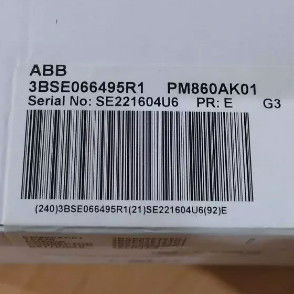 ABB
3BSE066495R1 PM860AK01
Serial No: SE221604U6 PR: E G3
(240)3BSE066495R1(21)SE221604U6(92)E